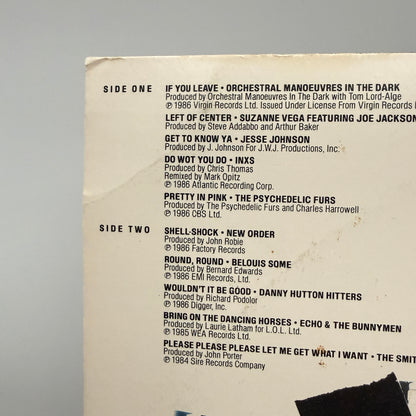 SIDE ONE IF YOU LEAVE • ORCHESTRAL MANOEUVRES IN THE DARK
Produced by Orchestral Manoeuvres In The Dark with Tom Lord-Alge
℗ 1986 Virgin Records Ltd. Issued Under License From Virgin Records
LEFT OF CENTER • SUZANNE VEGA FEATURING JOE JACKSON
Produced by Steve Addabbo and Arthur Baker
GET TO KNOW YA • JESSE JOHNSON
Produced by J. Johnson For J.W.J. Productions, Inc.
DO WOT YOU DO • INXS
Produced by Chris Thomas
Remixed by Mark Opitz
℗ 1986 Atlantic Recording Corp.
PRETTY IN PINK • THE PSYCHEDELIC FURS
Produced by The Psychedelic Furs and Charles Harrowell
℗ 1986 CBS Ltd.
SIDE TWO SHELL-SHOCK • NEW ORDER
Produced by John Robie
℗ 1986 Factory Records
ROUND, ROUND • BELOUIS SOME
Produced by Bernard Edwards
℗ 1986 EMI Records, Ltd.
WOULDN'T IT BE GOOD • DANNY HUTTON HITTERS
Produced by Richard Podolor
℗ 1986 Digger, Inc.
BRING ON THE DANCING HORSES • ECHO & THE BUNNYMEN
Produced by Laurie Latham for L.O.L. Ltd.
℗ 1985 WEA Records Ltd.
PLEASE PLEASE PLEASE LET ME GET WHAT I WANT • THE SMIT
Produced by John Porter
℗ 1984 Sire Records Company